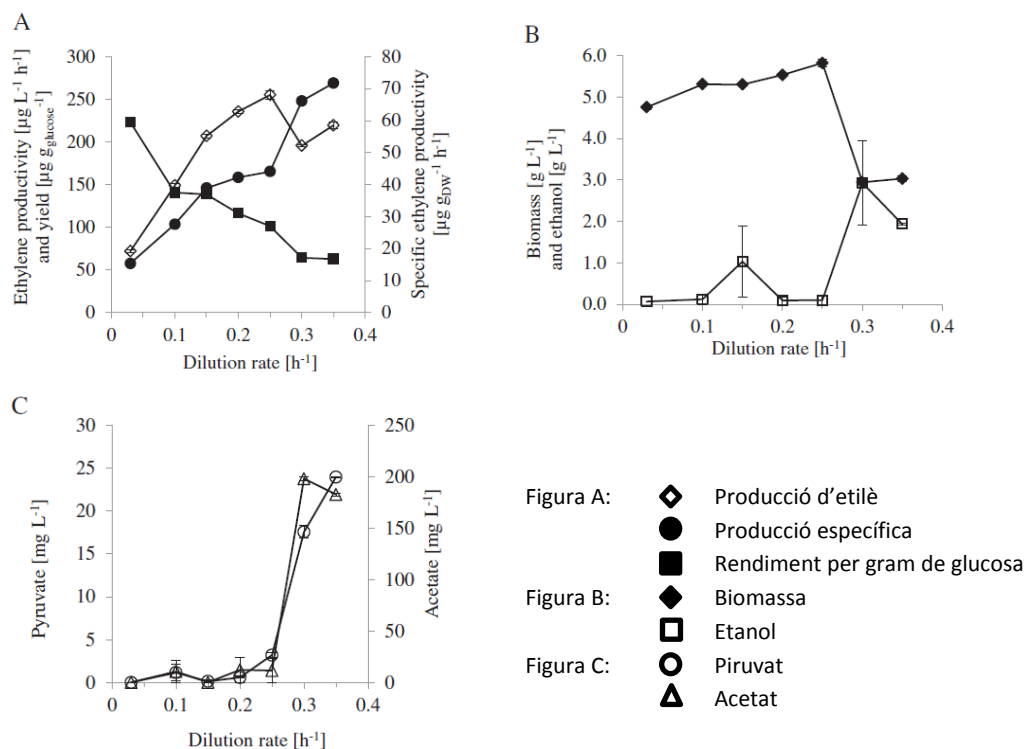 A
Ethylene productivity [µg L⁻¹ h⁻¹]
and yield [µg g_glucose⁻¹]
300
250
200
150
100
50
0
80
70
60
50
40
30
20
10
0
Specific ethylene productivity
[µg g_DW⁻¹ h⁻¹]
0 0.1 0.2 0.3 0.4
Dilution rate [h⁻¹]
B
Biomass [g L⁻¹]
and ethanol [g L⁻¹]
6.0
5.0
4.0
3.0
2.0
1.0
0.0
0 0.1 0.2 0.3 0.4
Dilution rate [h⁻¹]
C
Pyruvate [mg L⁻¹]
30
25
20
15
10
5
0
250
200
150
100
50
0
Acetate [mg L⁻¹]
0 0.1 0.2 0.3 0.4
Dilution rate [h⁻¹]
Figura A: Producció d’etilè
Producció específica
Rendiment per gram de glucosa
Figura B: Biomassa
Etanol
Figura C: Piruvat
Acetat